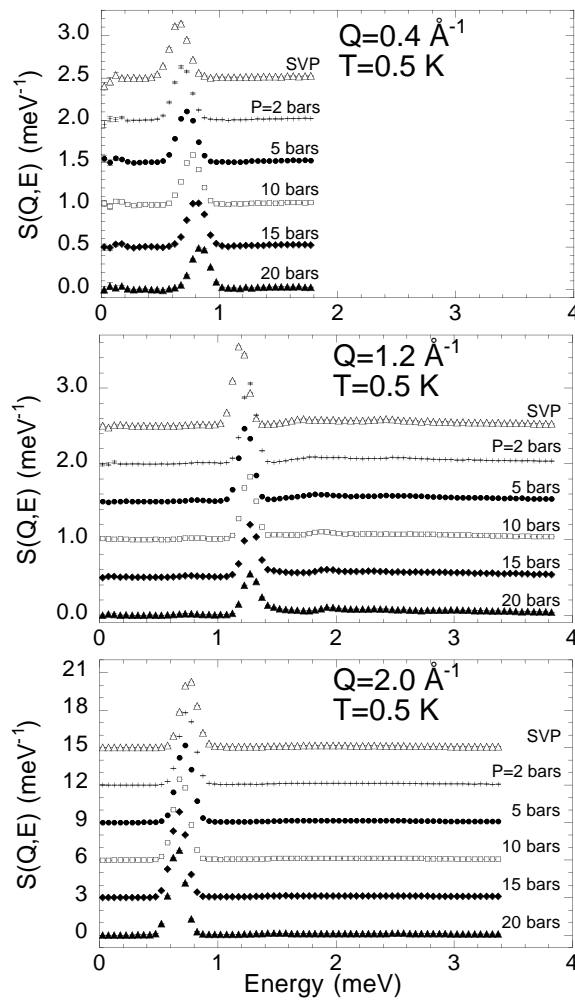 Q=0.4 Å-1
T=0.5 K
S(Q,E) (meV-1)
3.0
2.5
2.0
1.5
1.0
0.5
0.0
SVP
P=2 bars
5 bars
10 bars
15 bars
20 bars
0 1 2 3 4
Q=1.2 Å-1
T=0.5 K
S(Q,E) (meV-1)
3.0
2.0
1.0
0.0
SVP
P=2 bars
5 bars
10 bars
15 bars
20 bars
0 1 2 3 4
Q=2.0 Å-1
T=0.5 K
S(Q,E) (meV-1)
21
18
15
12
9
6
3
0
SVP
P=2 bars
5 bars
10 bars
15 bars
20 bars
0 1 2 3 4
Energy (meV)